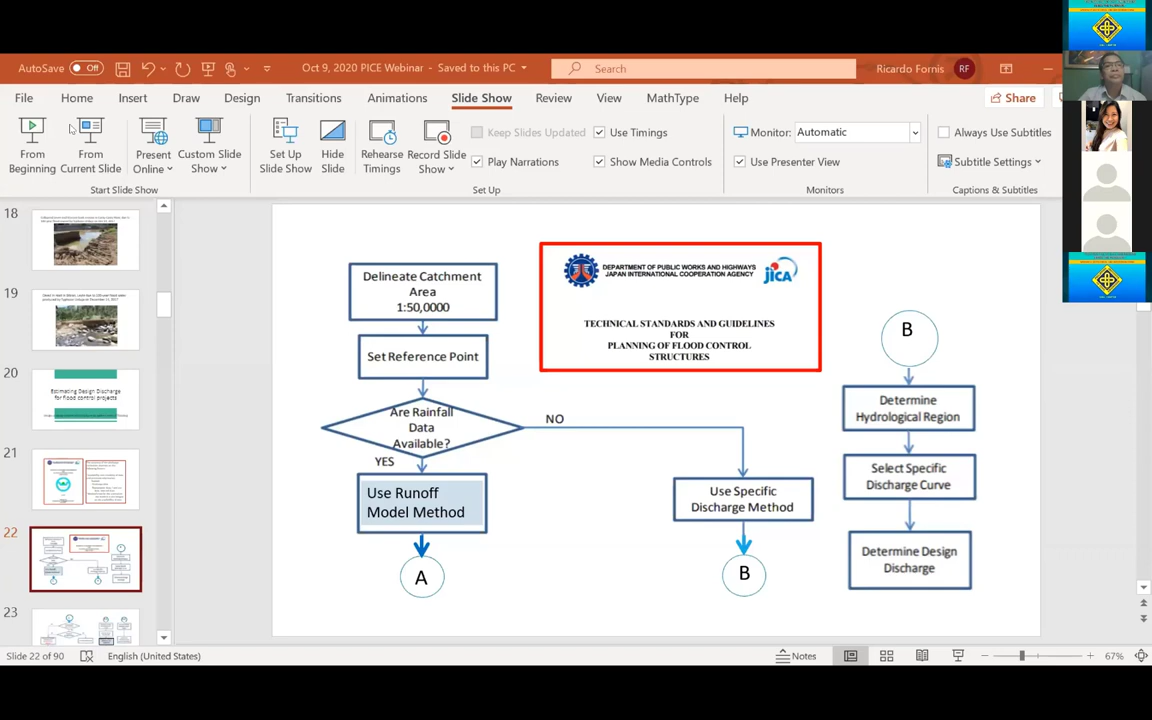 AutoSave Off
Oct 9, 2020 PICE Webinar - Saved to this PC
Search
Ricardo Fornis RF
File Home Insert Draw Design Transitions Animations Slide Show Review View MathType Help
Share
From
Beginning
From
Current Slide
Present
Online
Custom Slide
Show
Start Slide Show
Set Up
Slide Show
Hide
Slide
Rehearse
Timings
Record Slide
Show
Keep Slides Updated
Play Narrations
Use Timings
Show Media Controls
Set Up
Monitor: Automatic
Use Presenter View
Monitors
Always Use Subtitles
Subtitle Settings
Captions & Subtitles
18
19
20
Estimating Design Discharge
for flood control projects
21
22
23
Delineate Catchment
Area
1:50,0000
Set Reference Point
Are Rainfall
Data
Available?
YES
NO
Use Runoff
Model Method
A
DEPARTMENT OF PUBLIC WORKS AND HIGHWAYS
JAPAN INTERNATIONAL COOPERATION AGENCY
jICA
TECHNICAL STANDARDS AND GUIDELINES
FOR
PLANNING OF FLOOD CONTROL
STRUCTURES
Use Specific
Discharge Method
B
B
Determine
Hydrological Region
Select Specific
Discharge Curve
Determine Design
Discharge
Slide 22 of 90
English (United States)
Notes
67%